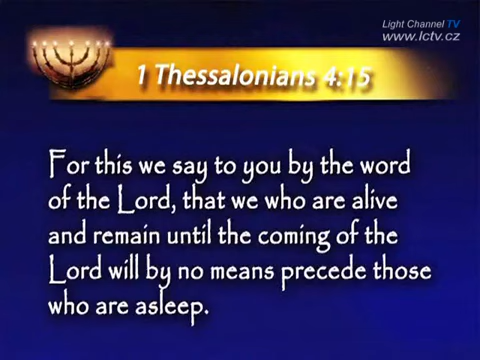 Light Channel TV
www.lctv.cz
1 Thessalonians 4:15
For this we say to you by the word
of the Lord, that we who are alive
and remain until the coming of the
Lord will by no means precede those
who are asleep.